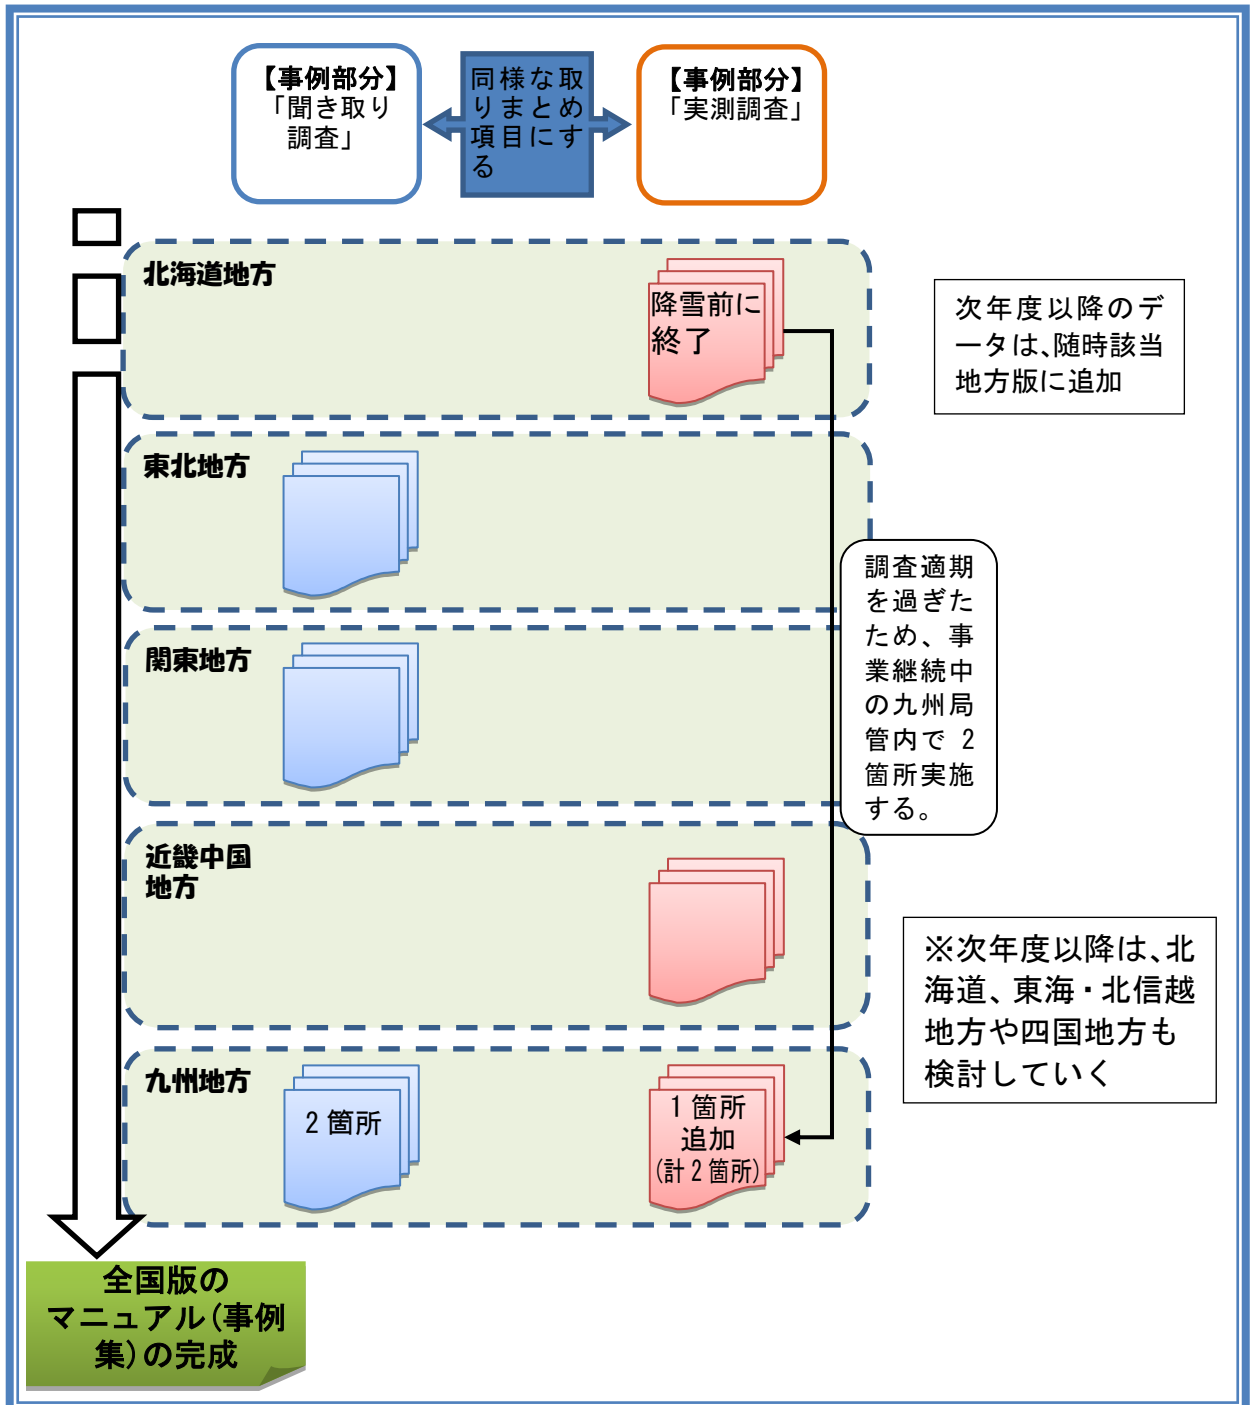 【事例部分】
「聞き取り
調査」
同様な取
りまとめ
項目にす
る
【事例部分】
「実測調査」
北海道地方
降雪前に
終了
次年度以降のデ
ータは、随時該当
地方版に追加
東北地方
関東地方
調査適期
を過ぎた
ため、事
業継続中
の九州局
管内で 2
箇所実施
する。
近畿中国
地方
※次年度以降は、北
海道、東海・北信越
地方や四国地方も
検討していく
九州地方
2 箇所
1 箇所
追加
(計 2 箇所)
全国版の
マニュアル(事例
集)の完成